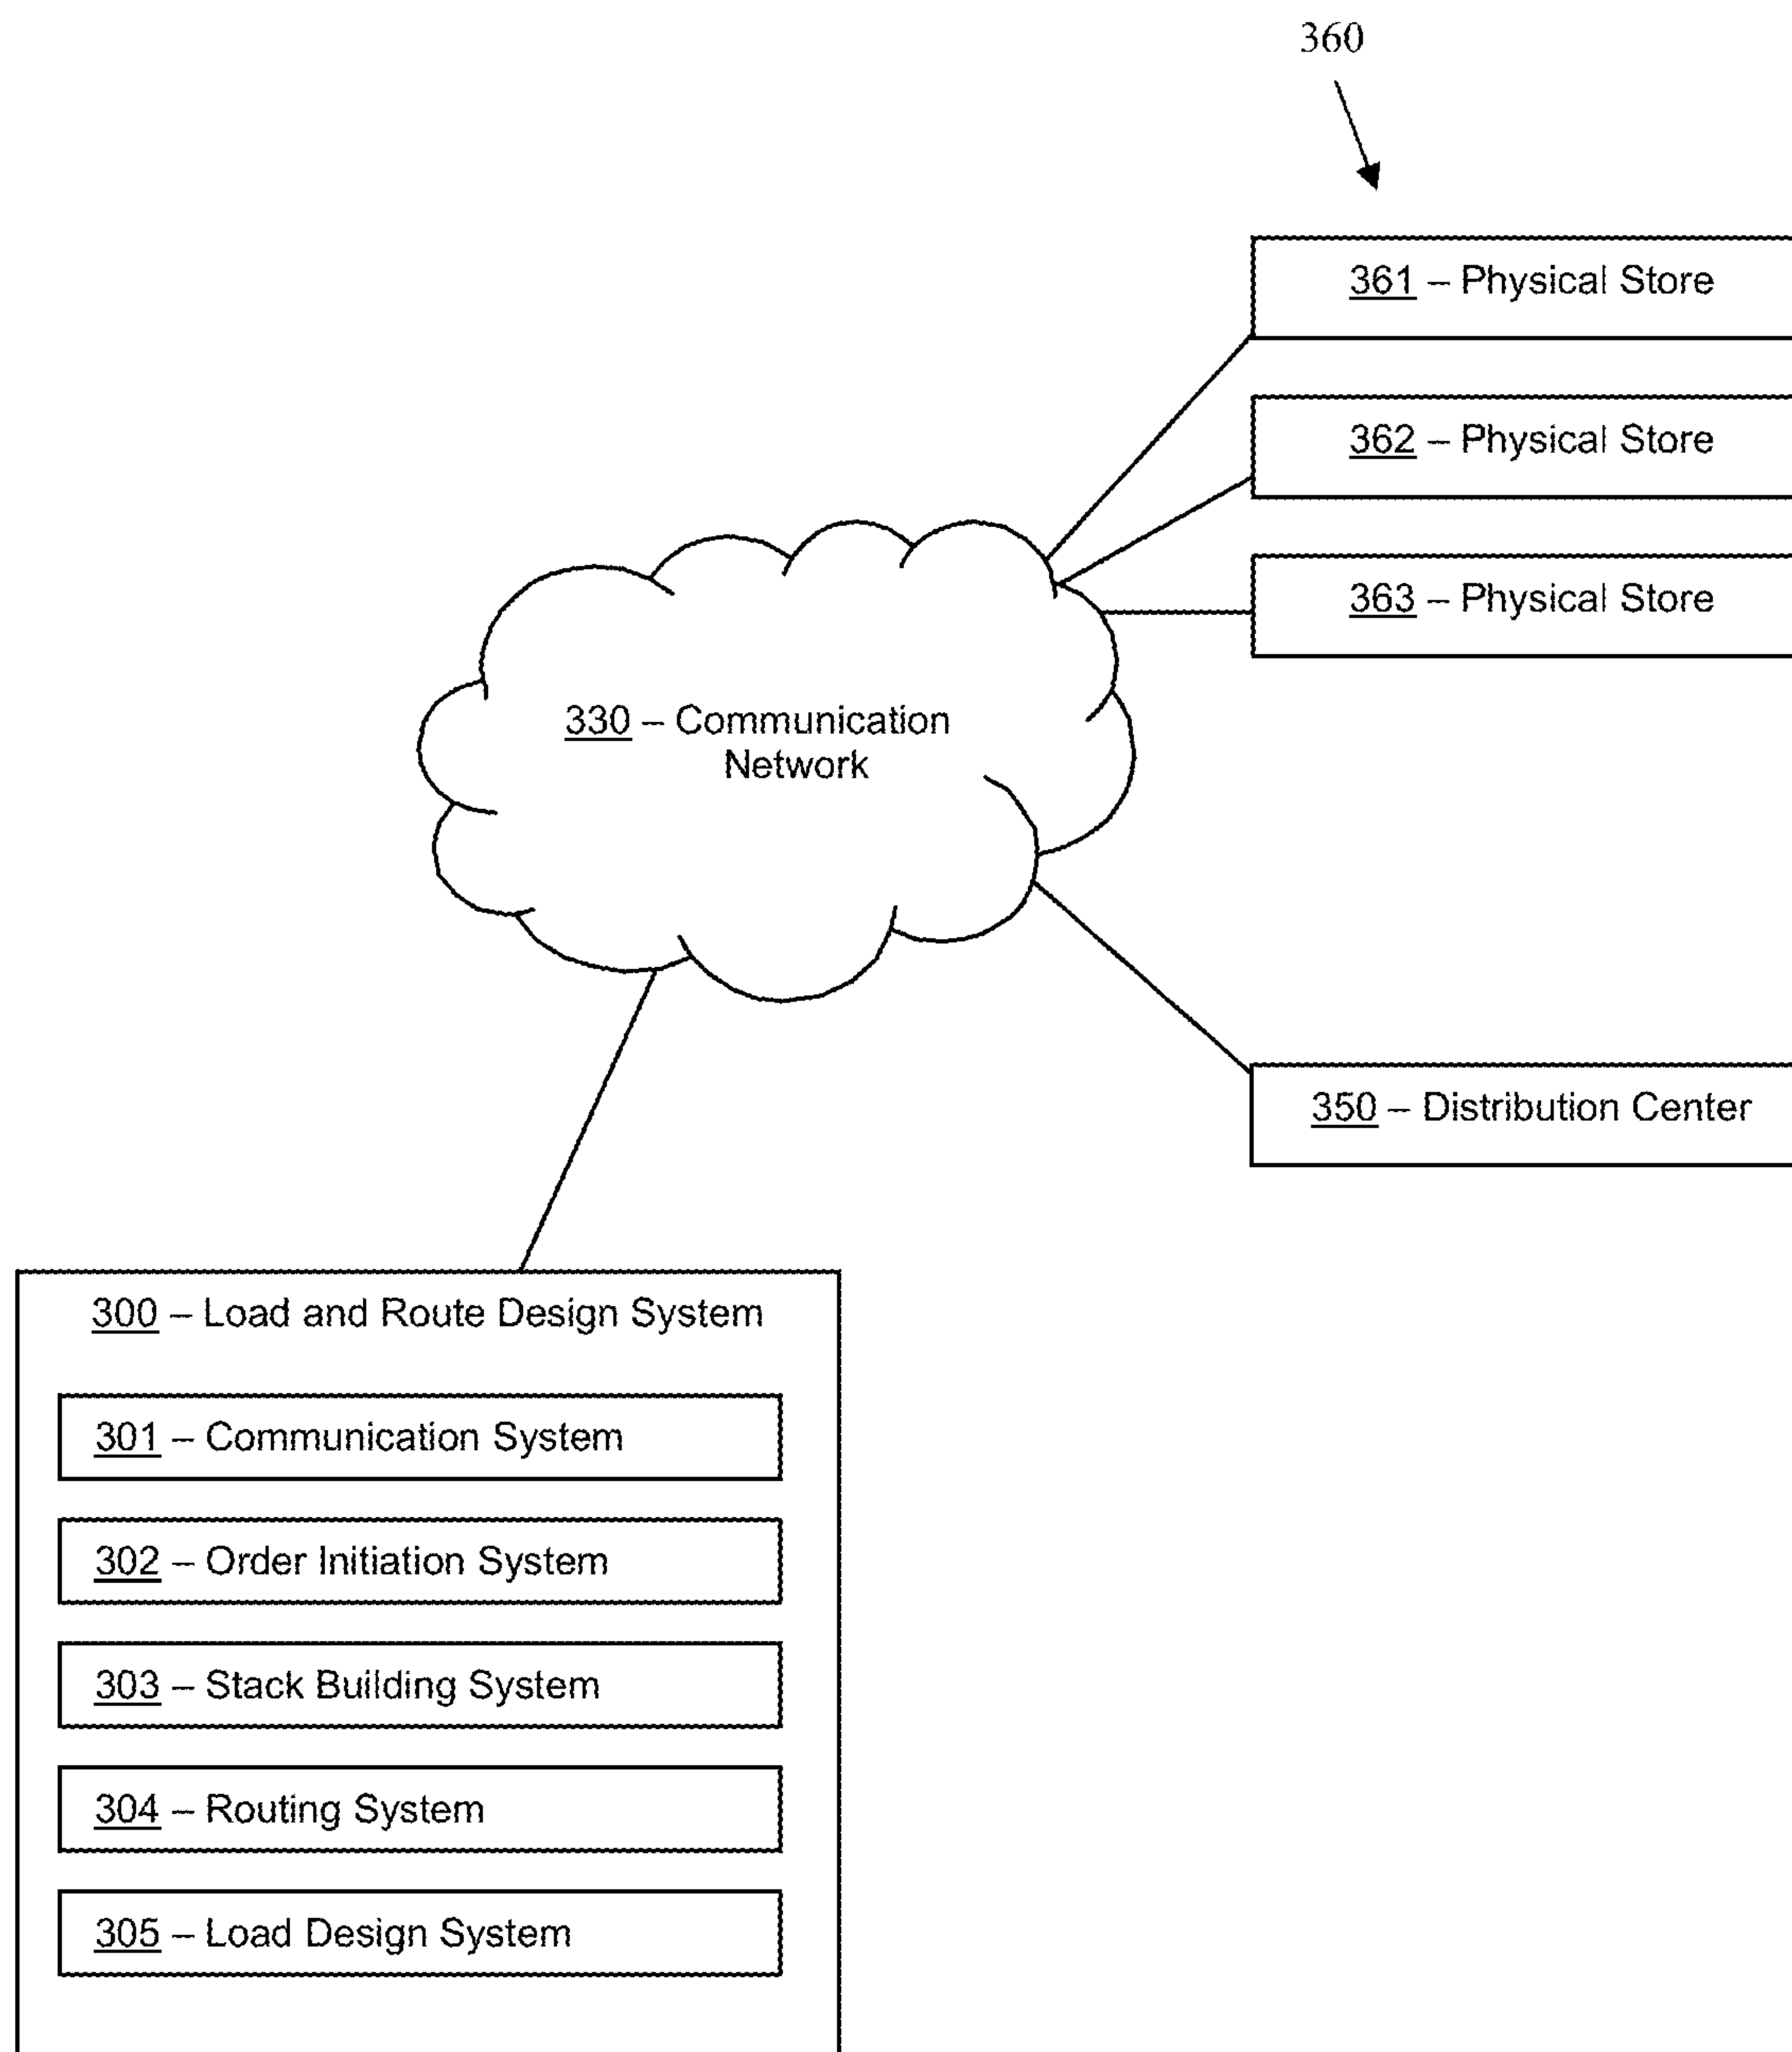 360
361 – Physical Store
362 – Physical Store
363 – Physical Store
330 – Communication
Network
350 – Distribution Center
300 – Load and Route Design System
301 – Communication System
302 – Order Initiation System
303 – Stack Building System
304 – Routing System
305 – Load Design System